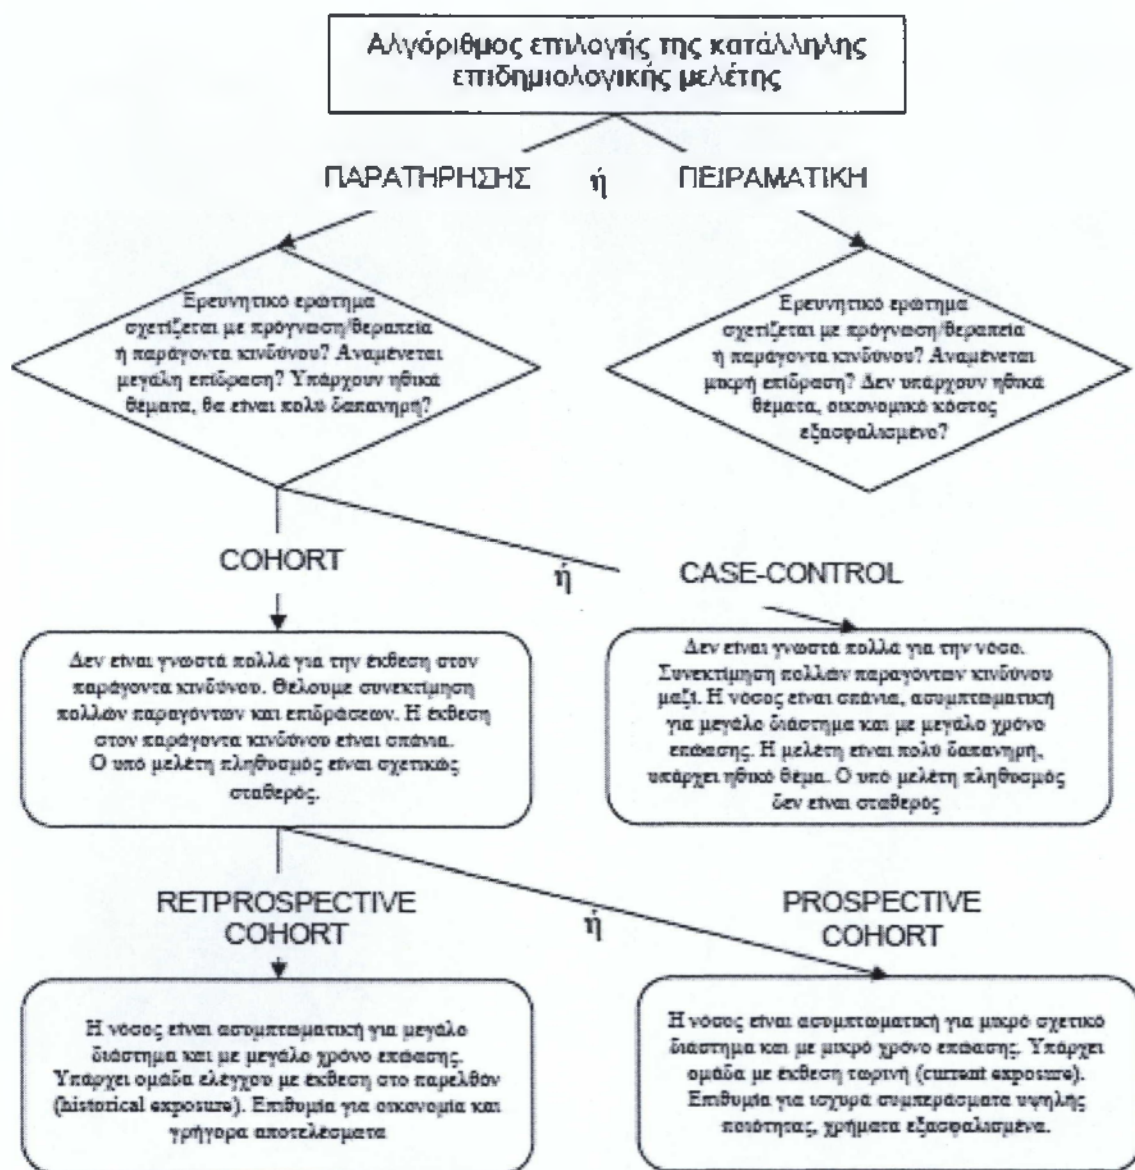 Αλγόριθμος επιλογής της κατάλληλης
επιδημιολογικής μελέτης
ΠΑΡΑΤΗΡΗΣΗΣ ή ΠΕΙΡΑΜΑΤΙΚΗ
Ερευνητικό ερώτημα
σχετίζεται με πρόγνωση/θεραπεία
ή παράγοντα κινδύνου? Αναμένεται
μεγάλη επίδραση? Υπάρχουν ηθικά
θέματα, θα είναι πολύ δαπανηρή?
Ερευνητικό ερώτημα
σχετίζεται με πρόγνωση/θεραπεία
ή παράγοντα κινδύνου? Αναμένεται
μικρή επίδραση? Δεν υπάρχουν ηθικά
θέματα, οικονομικό κόστος
εξασφαλισμένο?
COHORT
ή
CASE-CONTROL
Δεν είναι γνωστά πολλά για την έκθεση στον
παράγοντα κινδύνου. Θέλουμε συνεκτίμηση
πολλών παραγόντων και επιδράσεων. Η έκθεση
στον παράγοντα κινδύνου είναι σπάνια.
Ο υπό μελέτη πληθυσμός είναι σχετικώς
σταθερός.
Δεν είναι γνωστά πολλά για την νόσο.
Συνεκτίμηση πολλών παραγόντων κινδύνου
μαζί. Η νόσος είναι σπάνια, ασυμπτωματική
για μεγάλο διάστημα και με μεγάλο χρόνο
επώασης. Η μελέτη είναι πολύ δαπανηρή,
υπάρχει ηθικό θέμα. Ο υπό μελέτη πληθυσμός
δεν είναι σταθερός
RETPROSPECTIVE
COHORT
ή
PROSPECTIVE
COHORT
Η νόσος είναι ασυμπτωματική για μεγάλο
διάστημα και με μεγάλο χρόνο επώασης.
Υπάρχει ομάδα ελέγχου με έκθεση στο παρελθόν
(historical exposure). Επιθυμία για οικονομία και
γρήγορα αποτελέσματα
Η νόσος είναι ασυμπτωματική για μικρό σχετικό
διάστημα και με μικρό χρόνο επώασης. Υπάρχει
ομάδα με έκθεση τωρινή (current exposure).
Επιθυμία για ισχυρά συμπεράσματα υψηλής
ποιότητας, χρήματα εξασφαλισμένα.